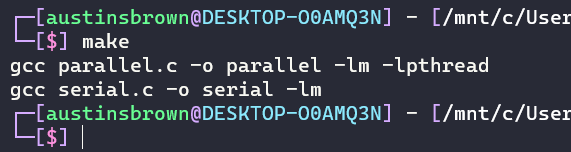 ┌─[austinsbrown@DESKTOP-O0AMQ3N] - [/mnt/c/User
└─[$] make
gcc parallel.c -o parallel -lm -lpthread
gcc serial.c -o serial -lm
┌─[austinsbrown@DESKTOP-O0AMQ3N] - [/mnt/c/User
└─[$]